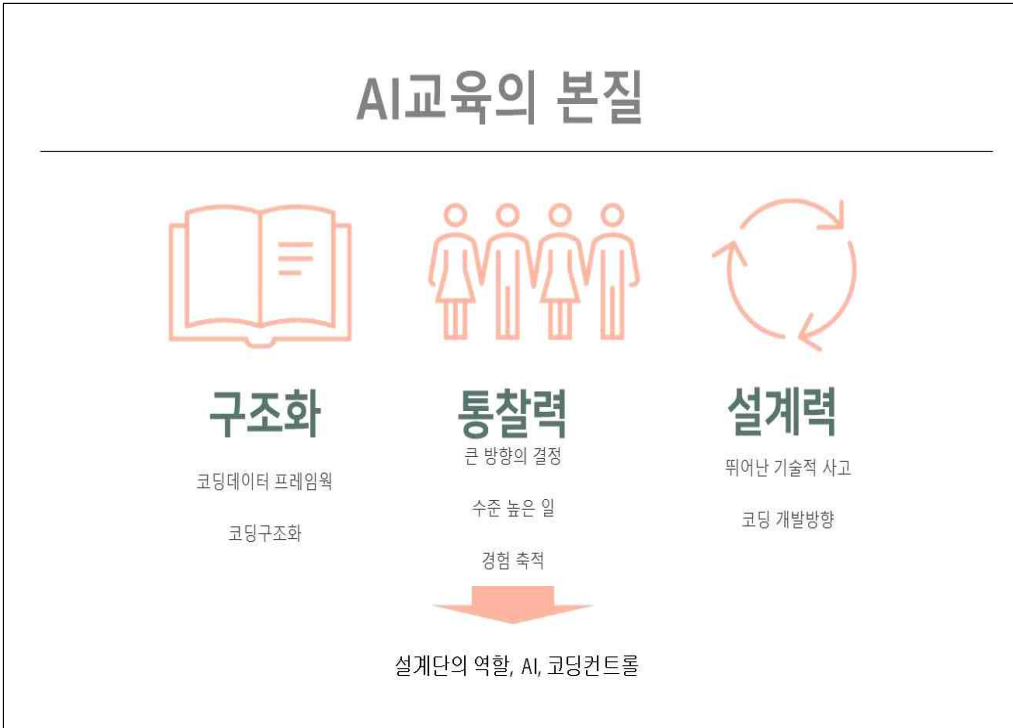 AI교육의 본질
구조화
코딩데이터 프레임웍
코딩구조화
통찰력
큰 방향의 결정
수준 높은 일
경험 축적
설계력
뛰어난 기술적 사고
코딩 개발방향
설계단의 역할, AI, 코딩컨트롤